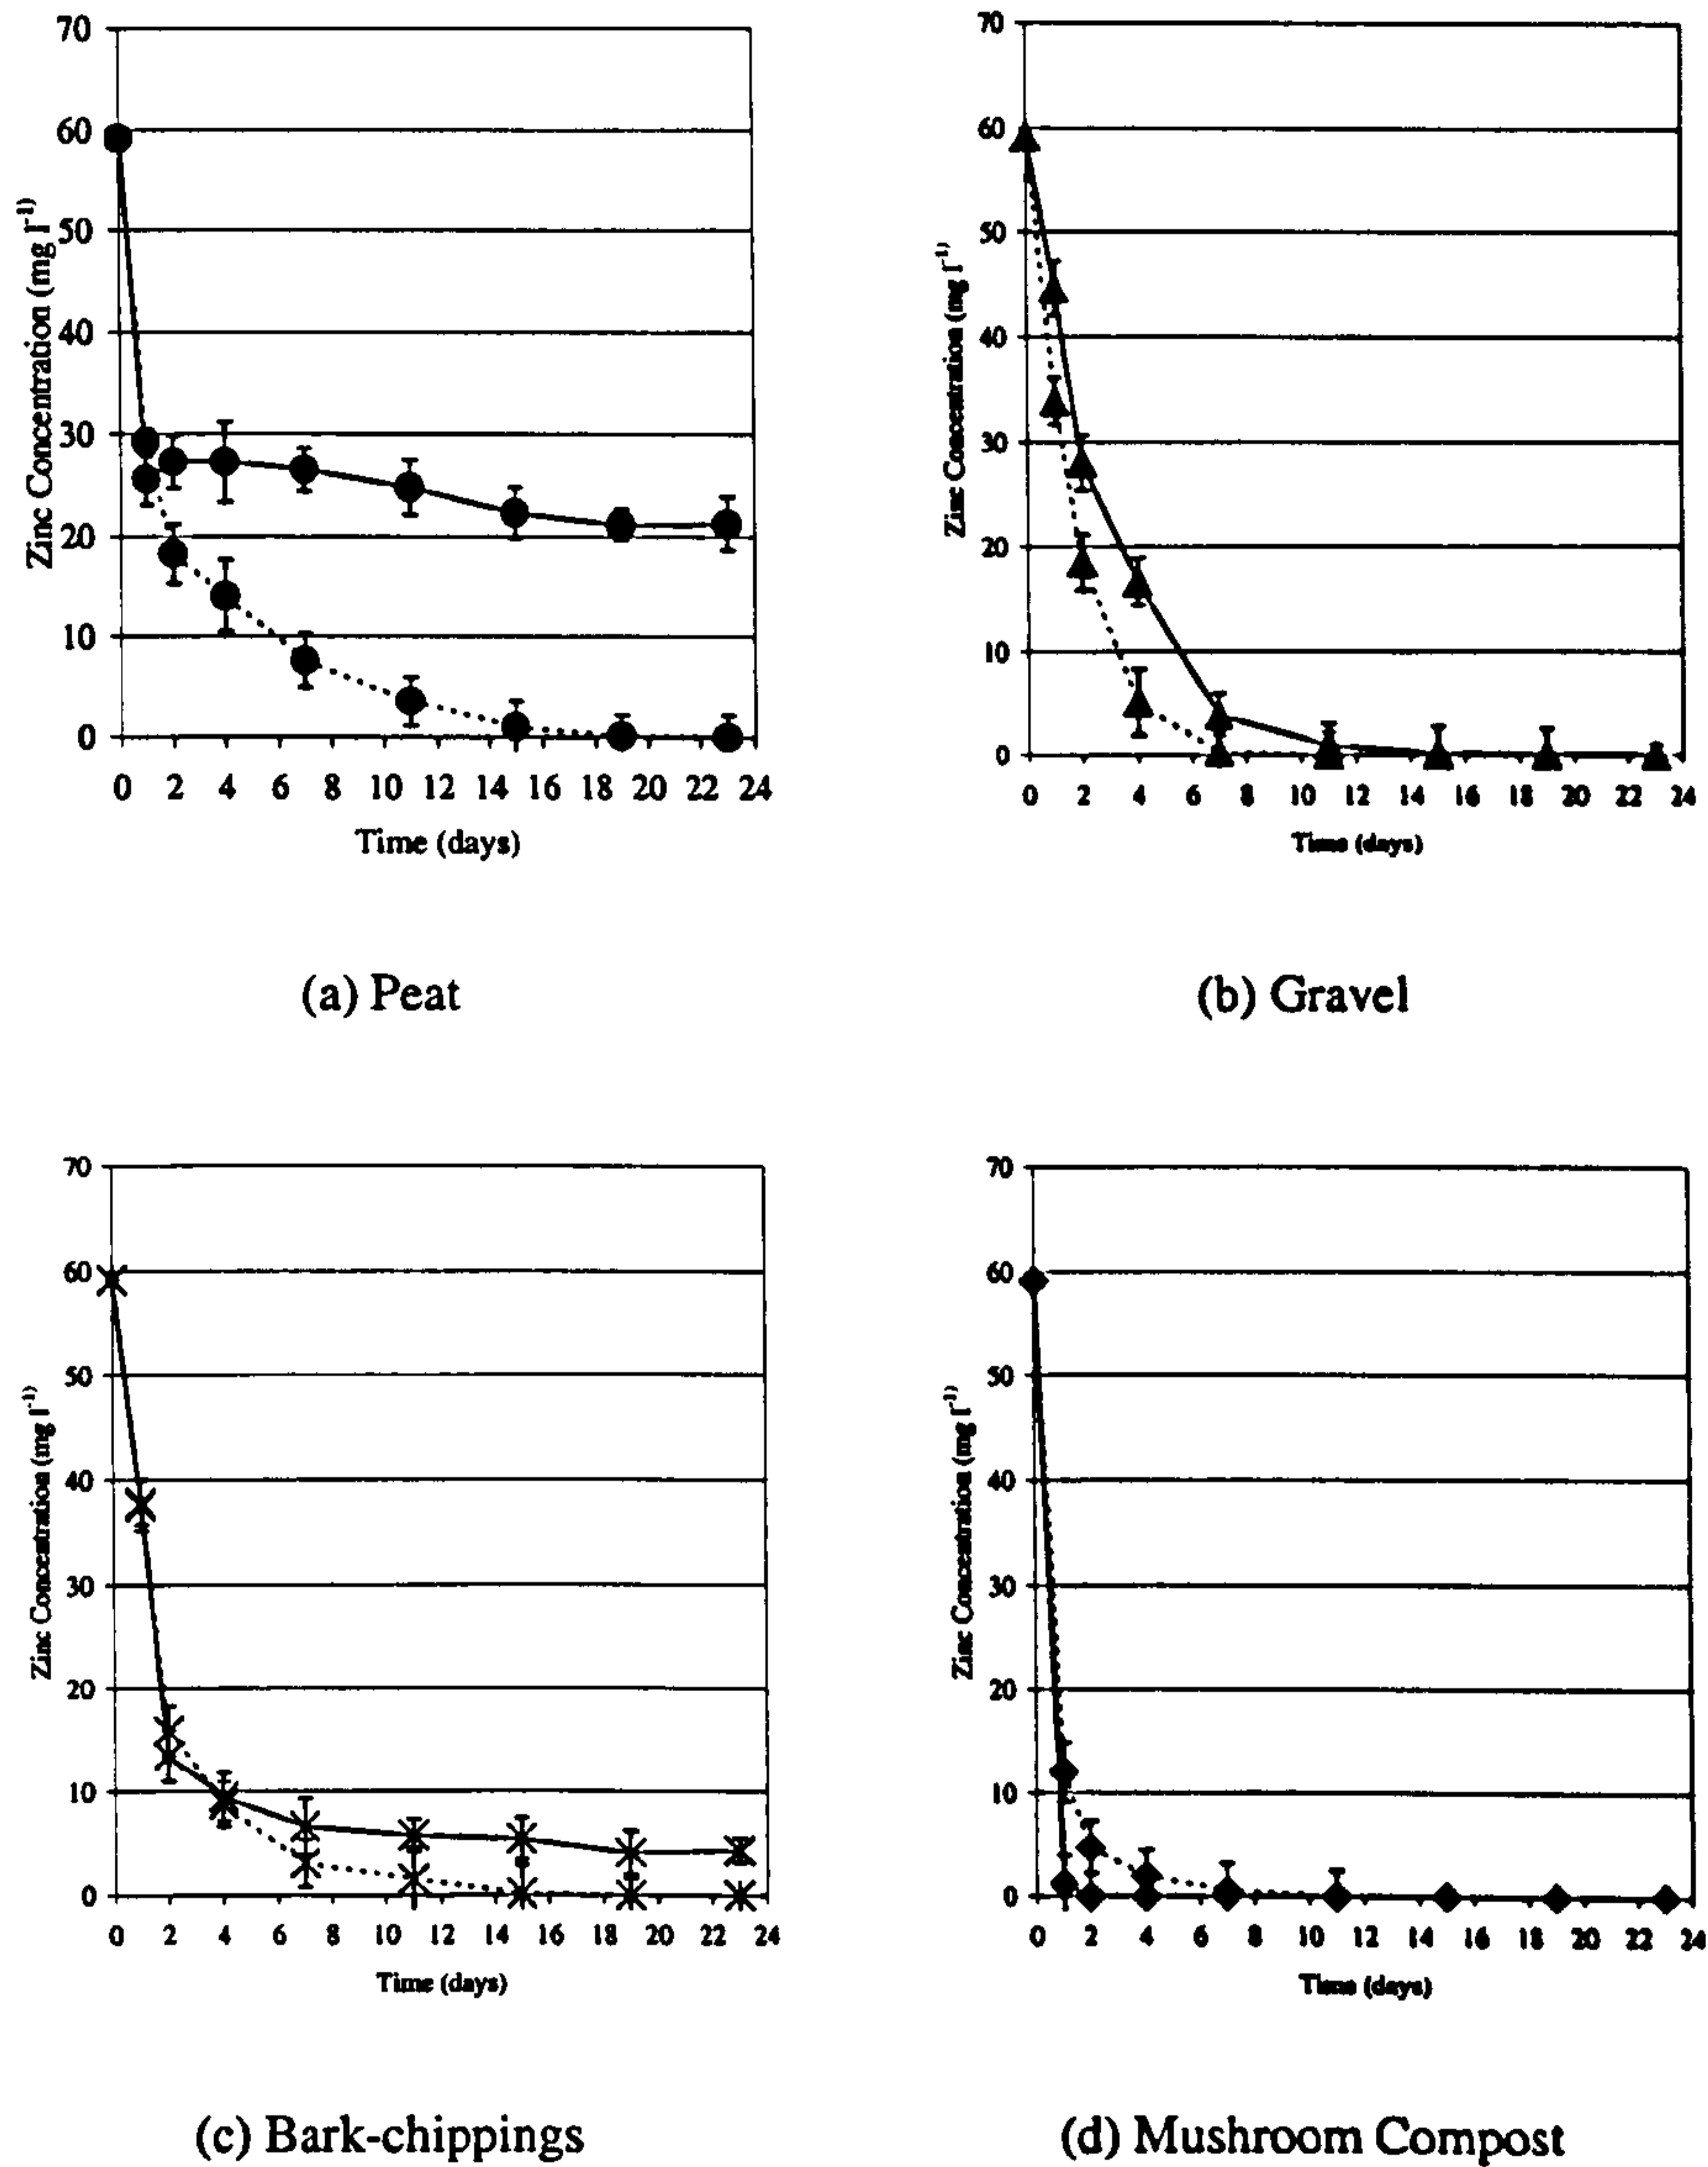 70
60
50
40
30
20
10
0
Zinc Concentration (mg l⁻¹)
0 2 4 6 8 10 12 14 16 18 20 22 24
Time (days)
(a) Peat
70
60
50
40
30
20
10
0
Zinc Concentration (mg l⁻¹)
0 2 4 6 8 10 12 14 16 18 20 22 24
Time (days)
(b) Gravel
70
60
50
40
30
20
10
0
Zinc Concentration (mg l⁻¹)
0 2 4 6 8 10 12 14 16 18 20 22 24
Time (days)
(c) Bark-chippings
70
60
50
40
30
20
10
0
Zinc Concentration (mg l⁻¹)
0 2 4 6 8 10 12 14 16 18 20 22 24
Time (days)
(d) Mushroom Compost